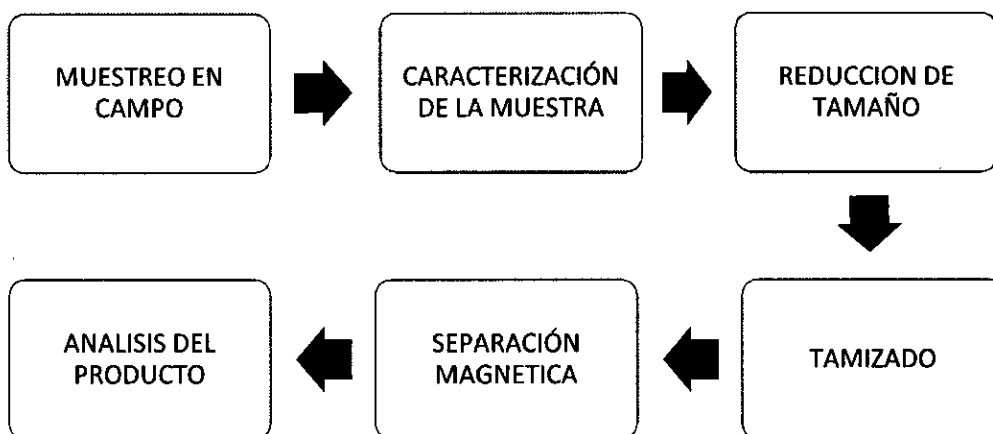 MUESTREO EN
CAMPO
CARACTERIZACIÓN
DE LA MUESTRA
REDUCCION DE
TAMAÑO
TAMIZADO
SEPARACIÓN
MAGNETICA
ANALISIS DEL
PRODUCTO